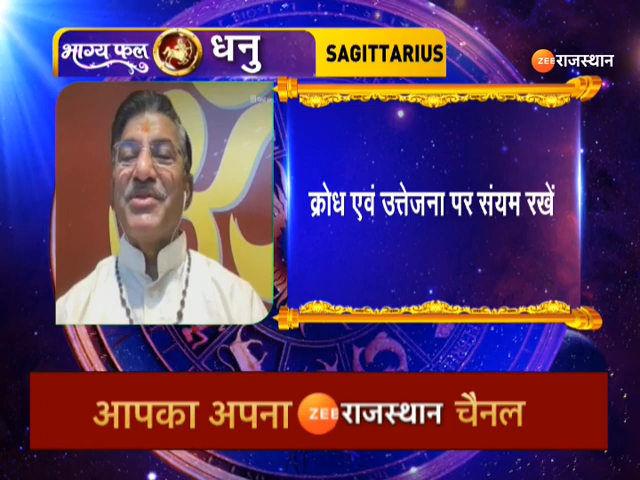 भाग्य फल धनु SAGITTARIUS
ZEE राजस्थान
क्रोध एवं उत्तेजना पर संयम रखें
आपका अपना ZEE राजस्थान चैनल